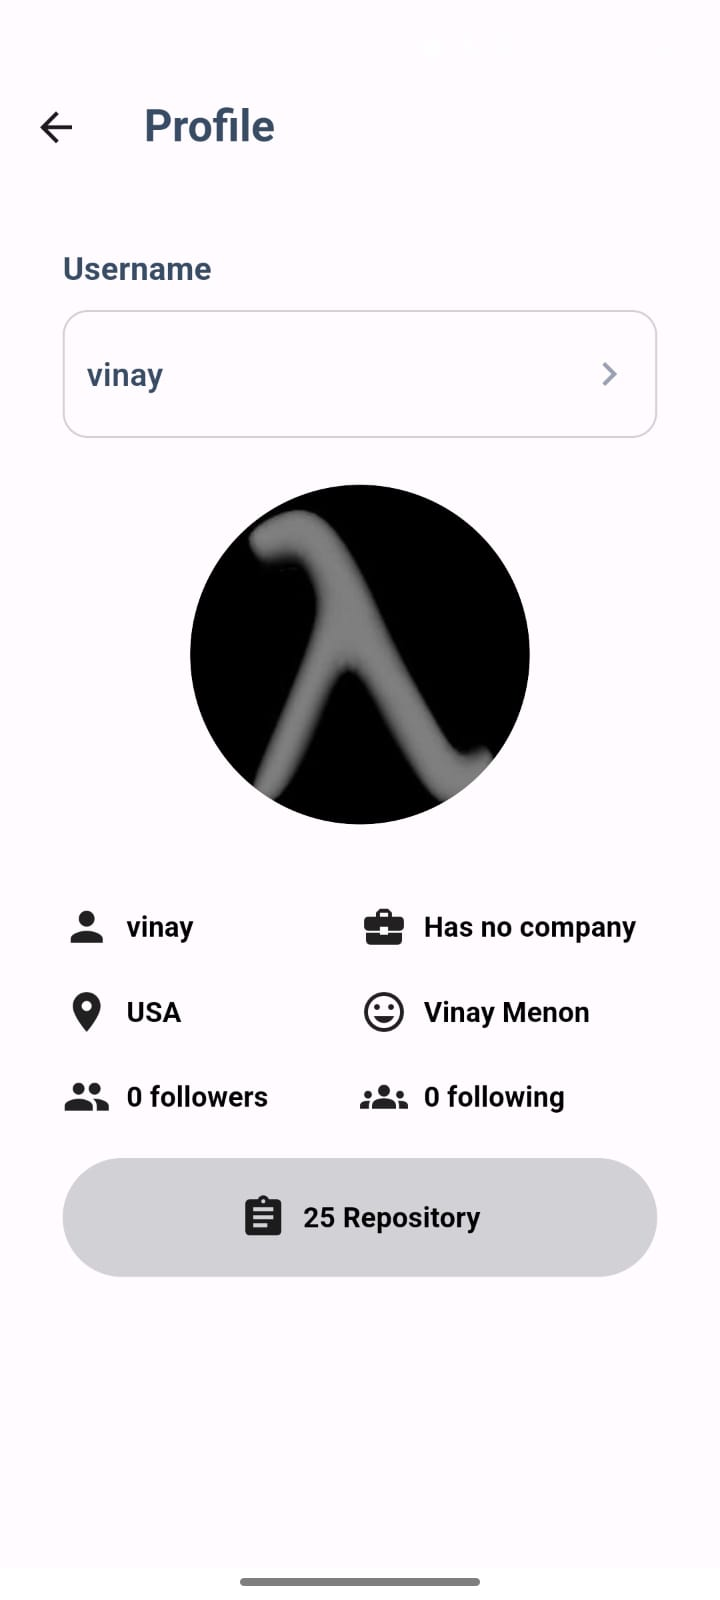 Profile
Username
vinay
vinay
Has no company
USA
Vinay Menon
0 followers
0 following
25 Repository